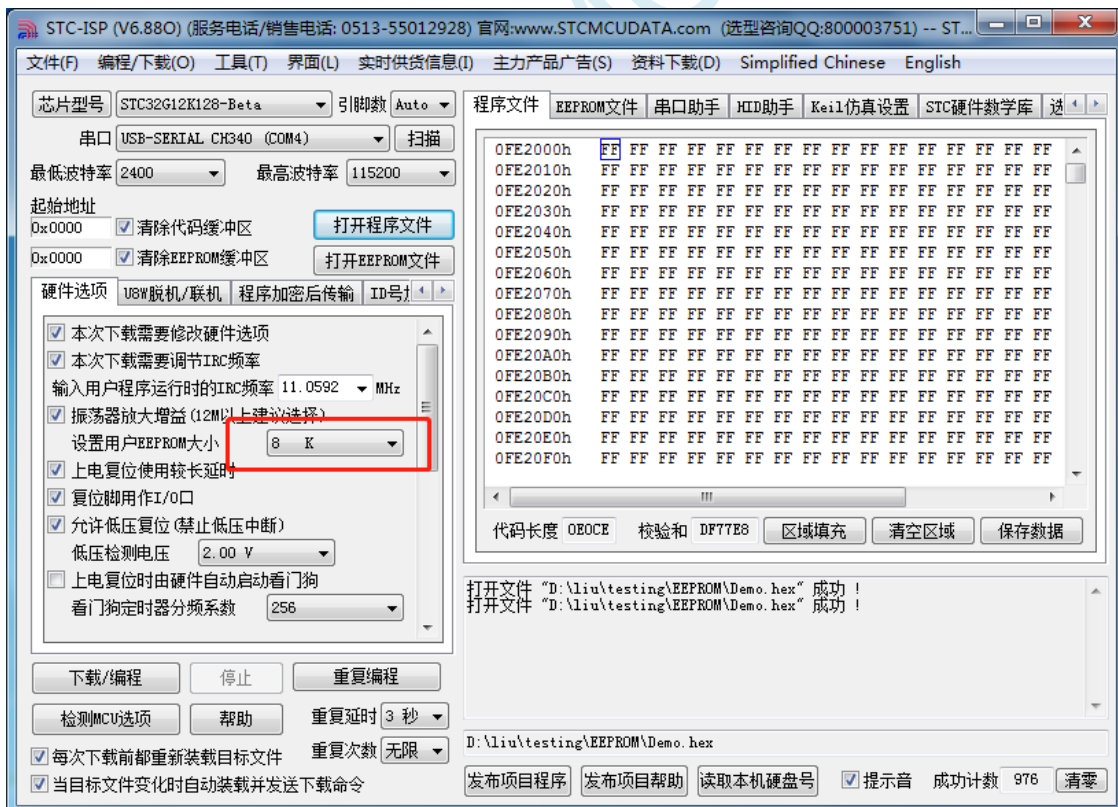 STC-ISP (V6.88O) (服务电话/销售电话: 0513-55012928) 官网:www.STCMCUDATA.com (选型咨询QQ:800003751) -- ST...
文件(F) 编程/下载(O) 工具(T) 界面(L) 实时供货信息(I) 主力产品广告(S) 资料下载(D) Simplified Chinese English
芯片型号 STC32G12K128-Beta 引脚数 Auto
串口 USB-SERIAL CH340 (COM4) 扫描
最低波特率 2400 最高波特率 115200
起始地址
0x0000 清除代码缓冲区 打开程序文件
0x0000 清除EEPROM缓冲区 打开EEPROM文件
硬件选项 U8W脱机/联机 程序加密后传输 ID号
本次下载需要修改硬件选项
本次下载需要调节IRC频率
输入用户程序运行时的IRC频率 11.0592 MHz
振荡器放大增益(12M以上建议选择)
设置用户EEPROM大小 8 K
上电复位使用较长延时
复位脚用作I/O口
允许低压复位(禁止低压中断)
低压检测电压 2.00 V
上电复位时由硬件自动启动看门狗
看门狗定时器分频系数 256
下载/编程 停止 重复编程
检测MCU选项 帮助 重复延时 3 秒
每次下载前都重新装载目标文件 重复次数 无限
当目标文件变化时自动装载并发送下载命令
程序文件 EEPROM文件 串口助手 HID助手 Keil仿真设置 STC硬件数学库 选
0FE2000h FF FF FF FF FF FF FF FF FF FF FF FF FF FF FF FF
0FE2010h FF FF FF FF FF FF FF FF FF FF FF FF FF FF FF FF
0FE2020h FF FF FF FF FF FF FF FF FF FF FF FF FF FF FF FF
0FE2030h FF FF FF FF FF FF FF FF FF FF FF FF FF FF FF FF
0FE2040h FF FF FF FF FF FF FF FF FF FF FF FF FF FF FF FF
0FE2050h FF FF FF FF FF FF FF FF FF FF FF FF FF FF FF FF
0FE2060h FF FF FF FF FF FF FF FF FF FF FF FF FF FF FF FF
0FE2070h FF FF FF FF FF FF FF FF FF FF FF FF FF FF FF FF
0FE2080h FF FF FF FF FF FF FF FF FF FF FF FF FF FF FF FF
0FE2090h FF FF FF FF FF FF FF FF FF FF FF FF FF FF FF FF
0FE20A0h FF FF FF FF FF FF FF FF FF FF FF FF FF FF FF FF
0FE20B0h FF FF FF FF FF FF FF FF FF FF FF FF FF FF FF FF
0FE20C0h FF FF FF FF FF FF FF FF FF FF FF FF FF FF FF FF
0FE20D0h FF FF FF FF FF FF FF FF FF FF FF FF FF FF FF FF
0FE20E0h FF FF FF FF FF FF FF FF FF FF FF FF FF FF FF FF
0FE20F0h FF FF FF FF FF FF FF FF FF FF FF FF FF FF FF FF
代码长度 0E0CE 校验和 DF77E8 区域填充 清空区域 保存数据
打开文件 "D:\liu\testing\EEPROM\Demo.hex" 成功 !
打开文件 "D:\liu\testing\EEPROM\Demo.hex" 成功 !
D:\liu\testing\EEPROM\Demo.hex
发布项目程序 发布项目帮助 读取本机硬盘号 提示音 成功计数 976 清零